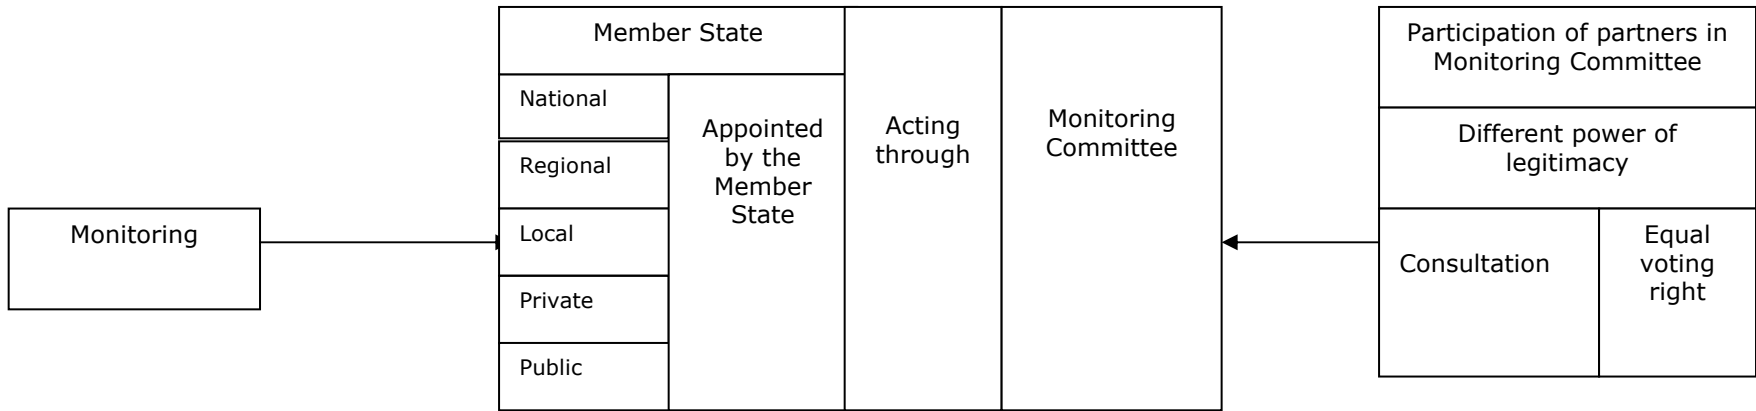 Monitoring
Member State
National
Regional
Local
Private
Public
Appointed
by the
Member
State
Acting
through
Monitoring
Committee
Participation of partners in
Monitoring Committee
Different power of
legitimacy
Consultation
Equal
voting
right